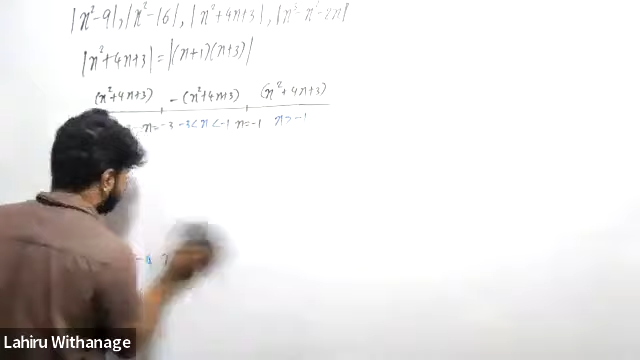 |x²-9|, |x²-16|, |x²+4x+3|, |x³-x²-2x|
|x²+4x+3| = |(x+1)(x+3)|
(x²+4x+3) -(x²+4x+3) (x²+4x+3)
x=-3 -3<x<-1 x=-1 x>-1
Lahiru Withanage